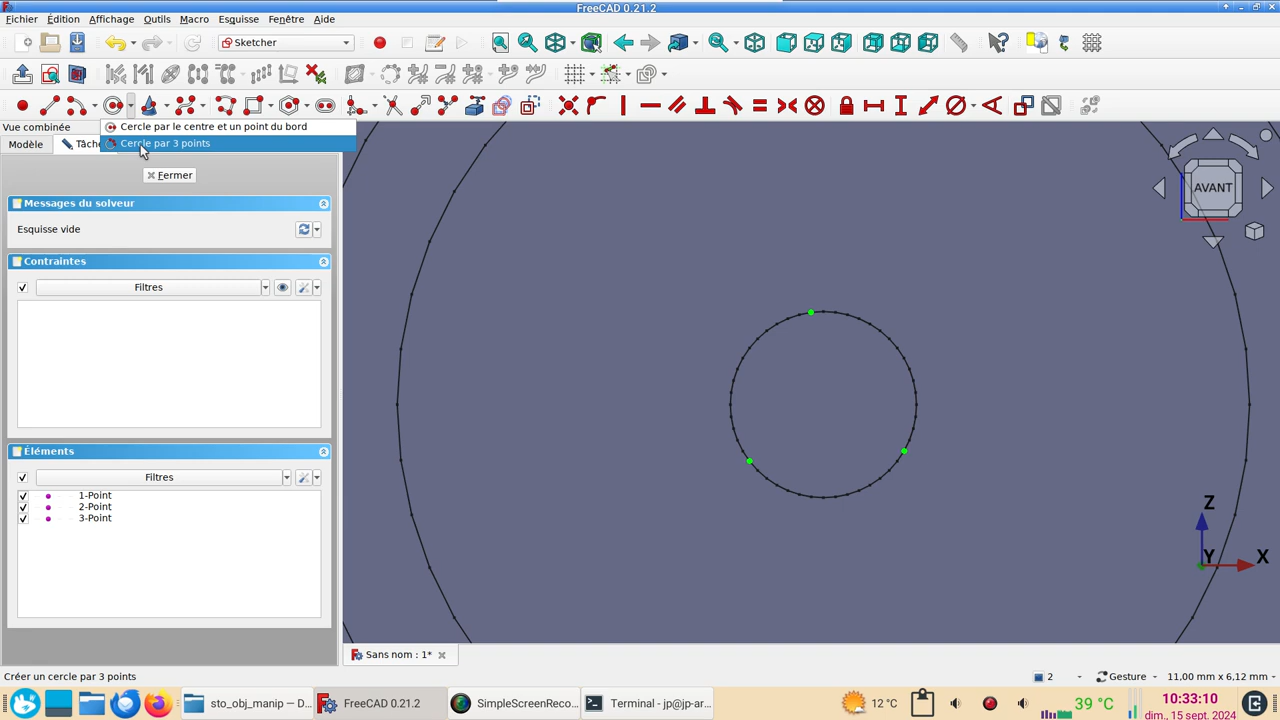 FreeCAD 0.21.2
Fichier Édition Affichage Outils Macro Esquisse Fenêtre Aide
Sketcher
Vue combinée
Cercle par le centre et un point du bord
Modèle Tâch
Cercle par 3 points
Fermer
AVANT
Messages du solveur
Esquisse vide
Contraintes
Filtres
Éléments
Filtres
1-Point
2-Point
3-Point
Z
Y
X
Sans nom : 1*
Créer un cercle par 3 points
2
Gesture
11,00 mm x 6,12 mm
sto_obj_manip — D...
FreeCAD 0.21.2
SimpleScreenReco...
Terminal - jp@jp-ar...
12 °C
39 °C
10:33:10
dim., 15 sept. 2024